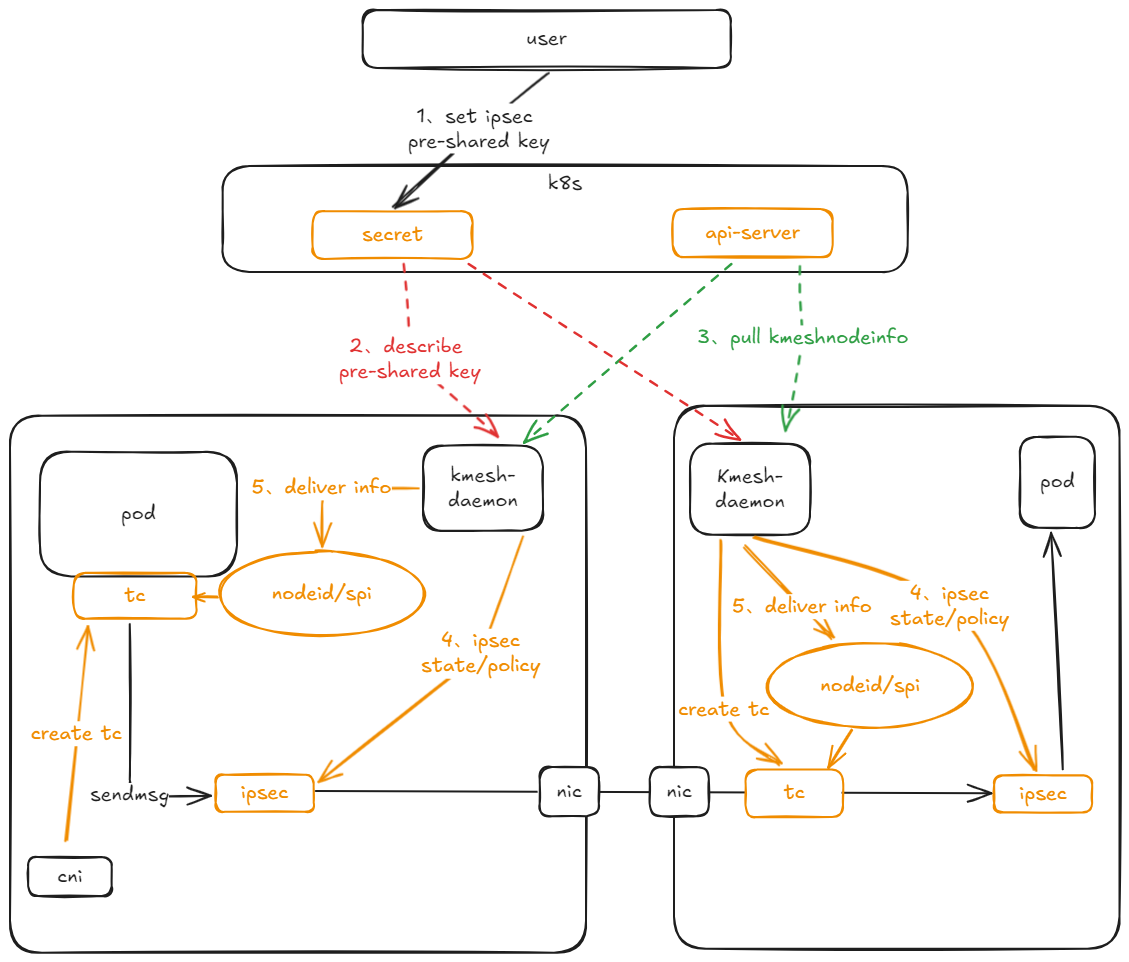 user
1、set ipsec
pre-shared key
k8s
secret
api-server
2、describe
pre-shared key
3、pull kmeshnodeinfo
pod
5、deliver info
kmesh-
daemon
tc
nodeid/spi
4、ipsec
state/policy
create tc
sendmsg
ipsec
nic
cni
Kmesh-
daemon
pod
5、deliver info
4、ipsec
state/policy
nodeid/spi
create tc
nic
tc
ipsec